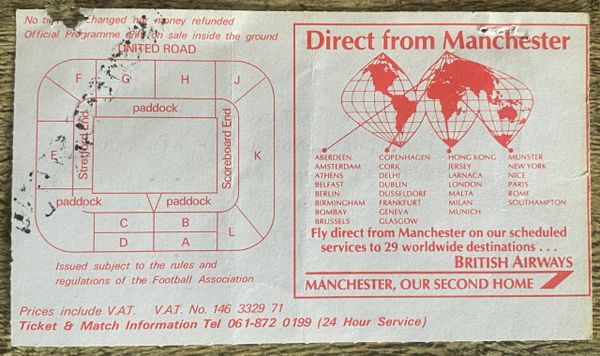 No ti changed nor money refunded
Official Programme only on sale inside the ground
UNITED ROAD
F
G
H
J
paddock
Stretford End
Scoreboard End
E
K
paddock
paddock
C
B
D
A
L
Issued subject to the rules and
regulations of the Football Association
Direct from Manchester
ABERDEEN
AMSTERDAM
ATHENS
BELFAST
BERLIN
BIRMINGHAM
BOMBAY
BRUSSELS
COPENHAGEN
CORK
DELHI
DUBLIN
DUSSELDORF
FRANKFURT
GENEVA
GLASGOW
HONG KONG
JERSEY
LARNACA
LONDON
MALTA
MILAN
MUNICH
MUNSTER
NEW YORK
NICE
PARIS
ROME
SOUTHAMPTON
Fly direct from Manchester on our scheduled
services to 29 worldwide destinations . . .
BRITISH AIRWAYS
MANCHESTER, OUR SECOND HOME
Prices include V.A.T. V.A.T. No. 146 3329 71
Ticket & Match Information Tel 061-872 0199 (24 Hour Service)